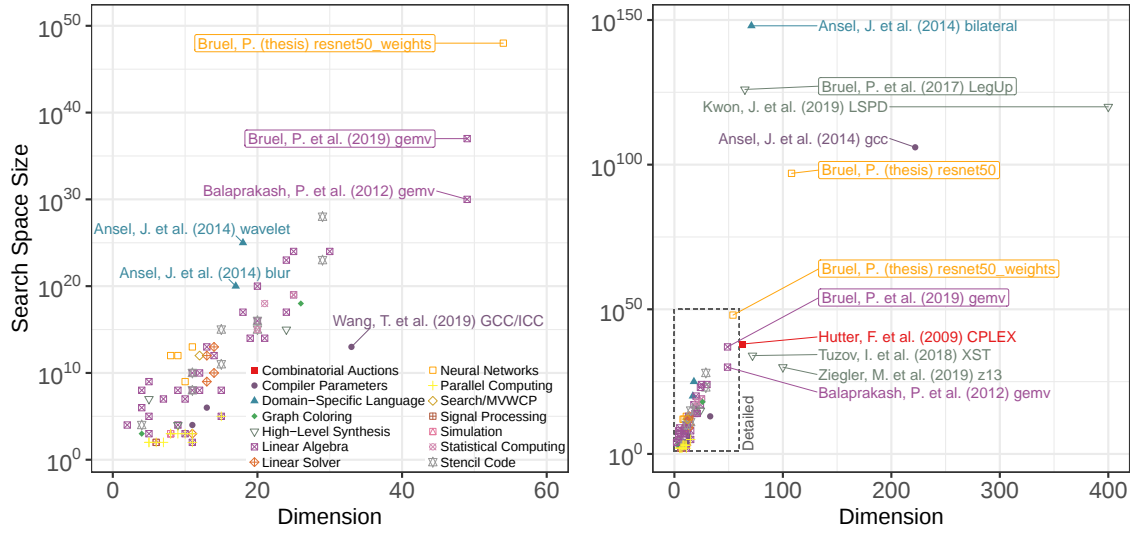 Search Space Size
10^50
10^40
10^30
10^20
10^10
10^0
0
20
40
60
Dimension
Bruel, P. (thesis) resnet50_weights
Bruel, P. et al. (2019) gemv
Balaprakash, P. (2012) gemv
Ansel, J. et al. (2014) wavelet
Ansel, J. et al. (2014) blur
Wang, T. et al. (2019) GCC/ICC
Combinatorial Auctions
Compiler Parameters
Domain−Specific Language
Graph Coloring
High−Level Synthesis
Linear Algebra
Linear Solver
Neural Networks
Parallel Computing
Search/MVWCP
Signal Processing
Simulation
Statistical Computing
Stencil Code
10^150
10^100
10^50
10^0
0
100
200
300
400
Dimension
Ansel, J. et al. (2014) bilateral
Bruel, P. et al. (2017) LegUp
Kwon, J. et al. (2019) LSPD
Ansel, J. et al. (2014) gcc
Bruel, P. (thesis) resnet50
Bruel, P. (thesis) resnet50_weights
Bruel, P. et al. (2019) gemv
Hutter, F. et al. (2009) CPLEX
Tuzov, I. et al. (2018) XST
Ziegler, M. et al. (2019) z13
Balaprakash, P. et al. (2012) gemv
Detailed